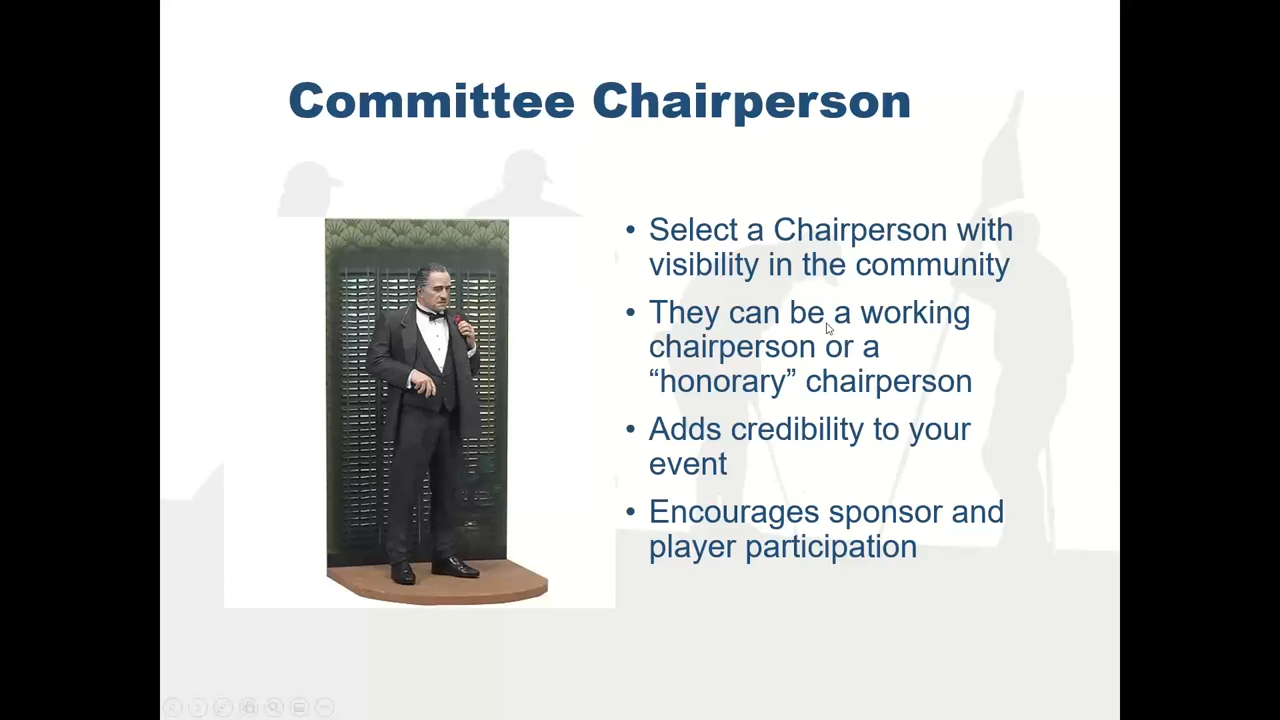 Committee Chairperson
• Select a Chairperson with
visibility in the community
• They can be a working
chairperson or a
“honorary” chairperson
• Adds credibility to your
event
• Encourages sponsor and
player participation